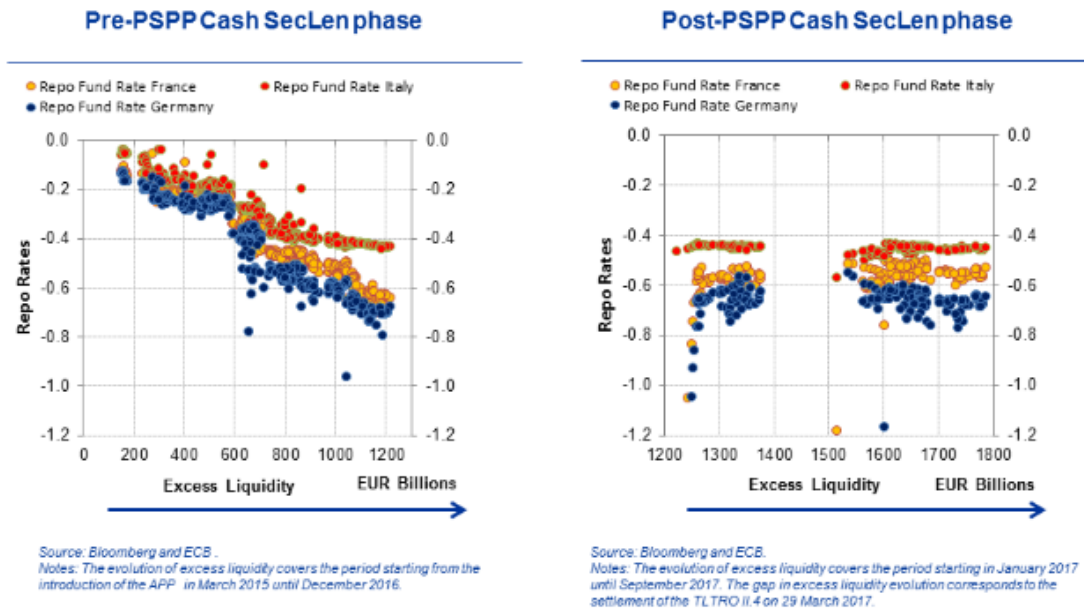 Pre-PSPP Cash SecLen phase
Repo Fund Rate France
Repo Fund Rate Italy
Repo Fund Rate Germany
0.0
-0.2
-0.4
-0.6
-0.8
-1.0
-1.2
Repo Rates
0.0
-0.2
-0.4
-0.6
-0.8
-1.0
-1.2
0 200 400 600 800 1000 1200
Excess Liquidity EUR Billions
Source: Bloomberg and ECB .
Notes: The evolution of excess liquidity covers the period starting from the
introduction of the APP in March 2015 until December 2016.
Post-PSPP Cash SecLen phase
Repo Fund Rate France
Repo Fund Rate Italy
Repo Fund Rate Germany
0.0
-0.2
-0.4
-0.6
-0.8
-1.0
-1.2
Repo Rates
0.0
-0.2
-0.4
-0.6
-0.8
-1.0
-1.2
1200 1300 1400 1500 1600 1700 1800
Excess Liquidity EUR Billions
Source: Bloomberg and ECB.
Notes: The evolution of excess liquidity covers the period starting in January 2017
until September 2017. The gap in excess liquidity evolution corresponds to the
settlement of the TLTRO II.4 on 29 March 2017.